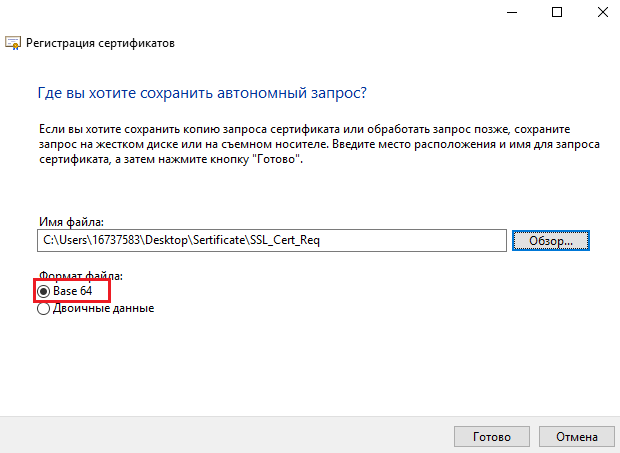 Регистрация сертификатов
Где вы хотите сохранить автономный запрос?
Если вы хотите сохранить копию запроса сертификата или обработать запрос позже, сохраните
запрос на жестком диске или на съемном носителе. Введите место расположения и имя для запроса
сертификата, а затем нажмите кнопку "Готово".
Имя файла:
C:\Users\16737583\Desktop\Sertificate\SSL_Cert_Req
Обзор...
Формат файла:
Base 64
Двоичные данные
Готово
Отмена